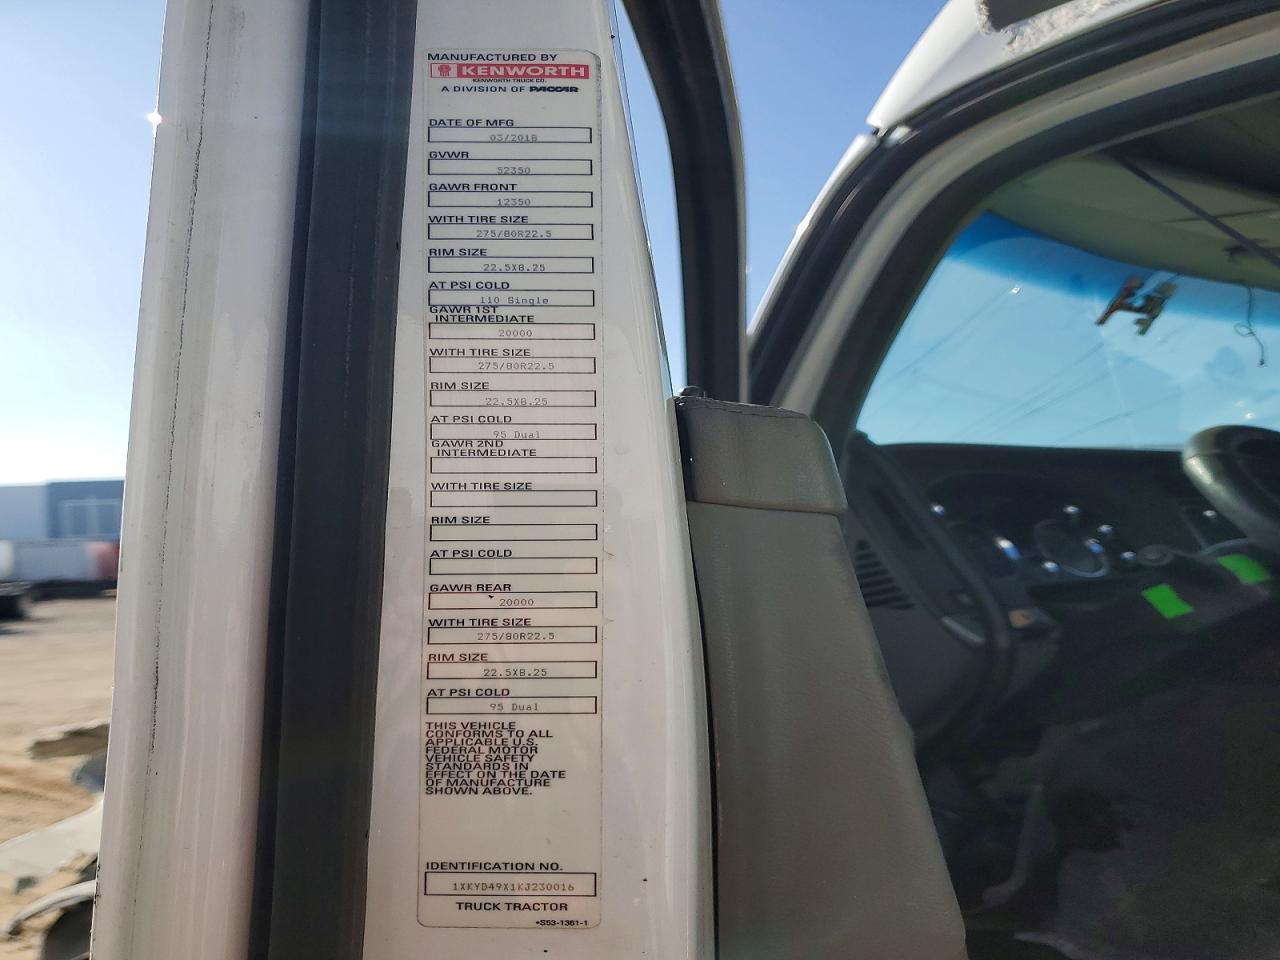 MANUFACTURED BY
KENWORTH
KENWORTH TRUCK CO.
A DIVISION OF PACCAR
DATE OF MFG
03/2018
GVWR
52350
GAWR FRONT
12350
WITH TIRE SIZE
275/80R22.5
RIM SIZE
22.5X8.25
AT PSI COLD
110 Single
GAWR 1ST
INTERMEDIATE
20000
WITH TIRE SIZE
275/80R22.5
RIM SIZE
22.5X8.25
AT PSI COLD
95 Dual
GAWR 2ND
INTERMEDIATE
WITH TIRE SIZE
RIM SIZE
AT PSI COLD
GAWR REAR
20000
WITH TIRE SIZE
275/80R22.5
RIM SIZE
22.5X8.25
AT PSI COLD
95 Dual
THIS VEHICLE
CONFORMS TO ALL
APPLICABLE U.S.
FEDERAL MOTOR
VEHICLE SAFETY
STANDARDS IN
EFFECT ON THE DATE
OF MANUFACTURE
SHOWN ABOVE.
IDENTIFICATION NO.
1XKYD49X1KJ230016
TRUCK TRACTOR
•S53-1361-1